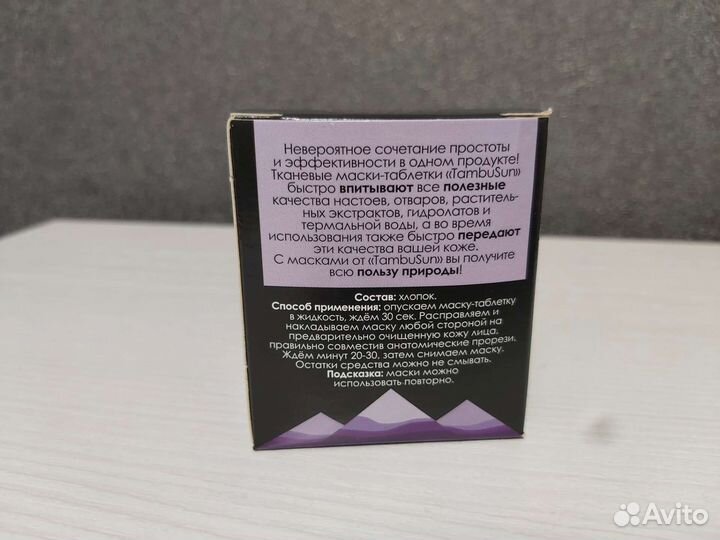 Невероятное сочетание простоты
и эффективности в одном продукте!
Тканевые маски-таблетки «TambuSun»
быстро впитывают все полезные
качества настоев, отваров, раститель-
ных экстрактов, гидролатов и
термальной воды, а во время
использования также быстро передают
эти качества вашей коже.
С масками от «TambuSun» вы получите
всю пользу природы!
Состав: хлопок.
Способ применения: опускаем маску-таблетку
в жидкость, ждём 30 сек. Расправляем и
накладываем маску любой стороной на
предварительно очищенную кожу лица,
правильно совместив анатомические прорези.
Ждём минут 20-30, затем снимаем маску.
Остатки средства можно не смывать.
Подсказка: маски можно
использовать повторно.
Avito